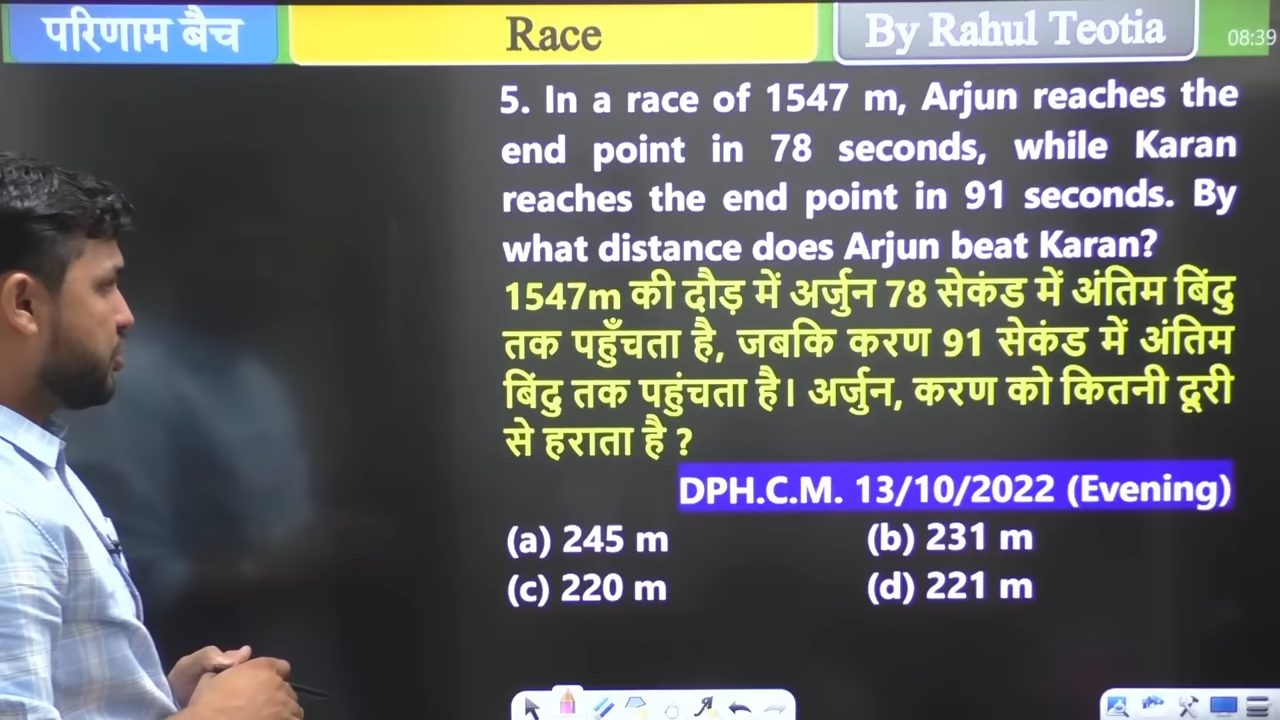 परिणाम बैच
Race
By Rahul Teotia
08:39
5. In a race of 1547 m, Arjun reaches the
end point in 78 seconds, while Karan
reaches the end point in 91 seconds. By
what distance does Arjun beat Karan?
1547m की दौड़ में अर्जुन 78 सेकंड में अंतिम बिंदु
तक पहुँचता है, जबकि करण 91 सेकंड में अंतिम
बिंदु तक पहुंचता है। अर्जुन, करण को कितनी दूरी
से हराता है ?
DPH.C.M. 13/10/2022 (Evening)
(a) 245 m (b) 231 m
(c) 220 m (d) 221 m